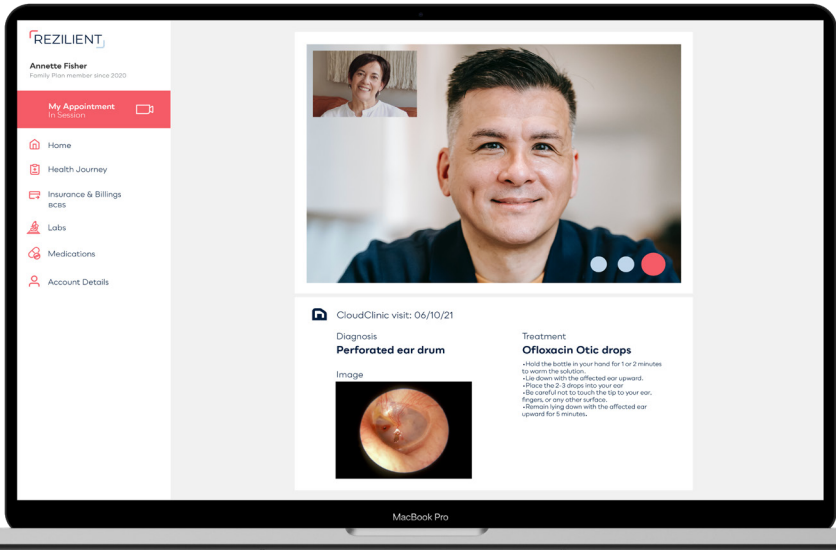 REZILIENT
Annette Fisher
Family Plan member since 2020
My Appointment
In Session
Home
Health Journey
Insurance & Billings
BCBS
Labs
Medications
Account Details
CloudClinic visit: 06/10/21
Diagnosis
Perforated ear drum
Image
Treatment
Ofloxacin Otic drops
•Hold the bottle in your hand for 1 or 2 minutes
to warm the solution.
•Lie down with the affected ear upward.
•Place the 2-3 drops into your ear
•Be careful not to touch the tip to your ear,
fingers, or any other surface.
•Remain lying down with the affected ear
upward for 5 minutes.
MacBook Pro